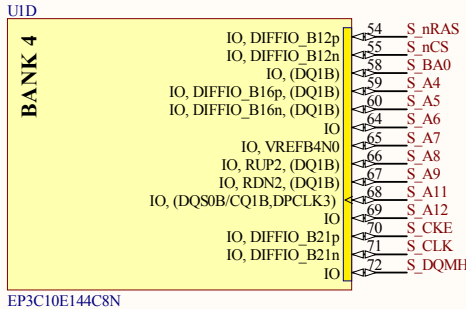 U1D
BANK 4
IO, DIFFIO_B12p 54 S_nRAS
IO, DIFFIO_B12n 55 S_nCS
IO, (DQ1B) 58 S_BA0
IO, DIFFIO_B16p, (DQ1B) 59 S_A4
IO, DIFFIO_B16n, (DQ1B) 60 S_A5
IO 64 S_A6
IO, VREFB4N0 65 S_A7
IO, RUP2, (DQ1B) 66 S_A8
IO, RDN2, (DQ1B) 67 S_A9
IO, (DQS0B/CQ1B,DPCLK3) 68 S_A11
IO 69 S_A12
IO, DIFFIO_B21p 70 S_CKE
IO, DIFFIO_B21n 71 S_CLK
IO 72 S_DQMH
EP3C10E144C8N